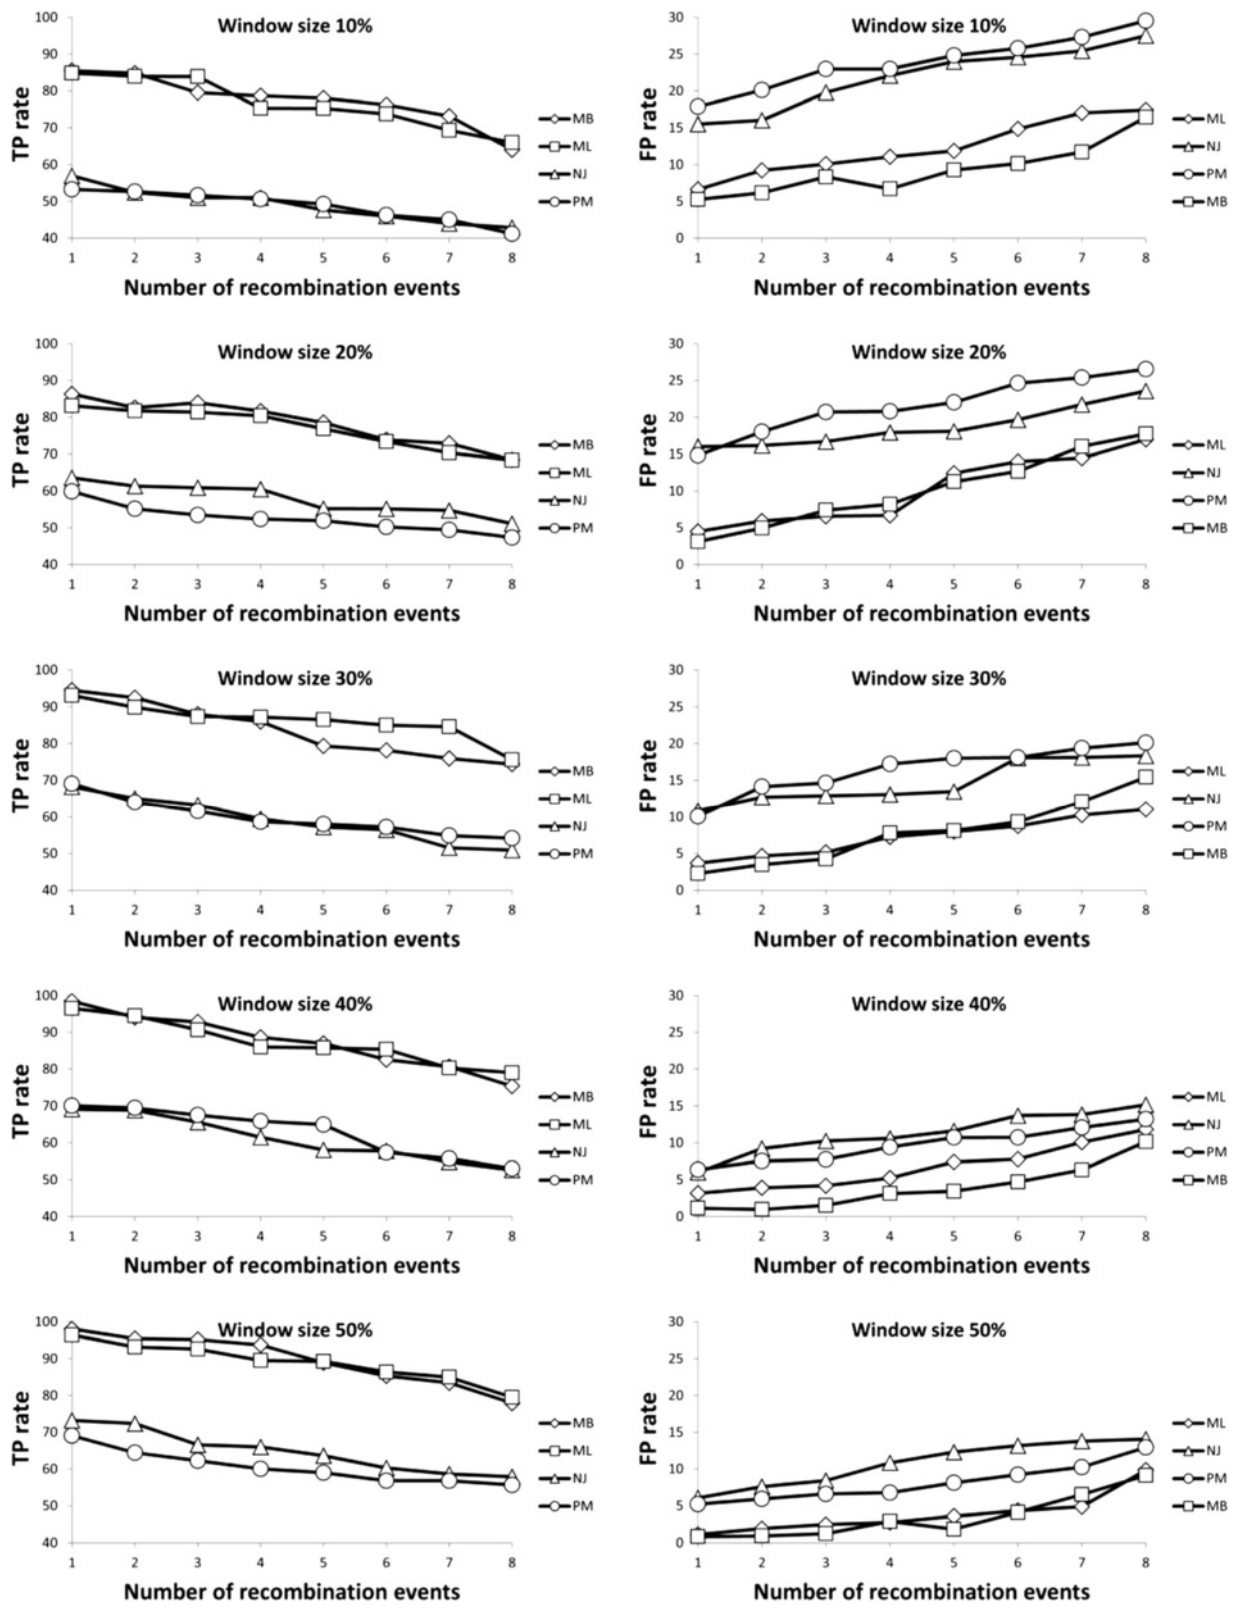 Window size 10%
TP rate
100
90
80
70
60
50
40
1 2 3 4 5 6 7 8
Number of recombination events
MB
ML
NJ
PM
Window size 10%
FP rate
30
25
20
15
10
5
0
1 2 3 4 5 6 7 8
Number of recombination events
ML
NJ
PM
MB
Window size 20%
TP rate
100
90
80
70
60
50
40
1 2 3 4 5 6 7 8
Number of recombination events
MB
ML
NJ
PM
Window size 20%
FP rate
30
25
20
15
10
5
0
1 2 3 4 5 6 7 8
Number of recombination events
ML
NJ
PM
MB
Window size 30%
TP rate
100
90
80
70
60
50
40
1 2 3 4 5 6 7 8
Number of recombination events
MB
ML
NJ
PM
Window size 30%
FP rate
30
25
20
15
10
5
0
1 2 3 4 5 6 7 8
Number of recombination events
ML
NJ
PM
MB
Window size 40%
TP rate
100
90
80
70
60
50
40
1 2 3 4 5 6 7 8
Number of recombination events
MB
ML
NJ
PM
Window size 40%
FP rate
30
25
20
15
10
5
0
1 2 3 4 5 6 7 8
Number of recombination events
ML
NJ
PM
MB
Window size 50%
TP rate
100
90
80
70
60
50
40
1 2 3 4 5 6 7 8
Number of recombination events
MB
ML
NJ
PM
Window size 50%
FP rate
30
25
20
15
10
5
0
1 2 3 4 5 6 7 8
Number of recombination events
ML
NJ
PM
MB